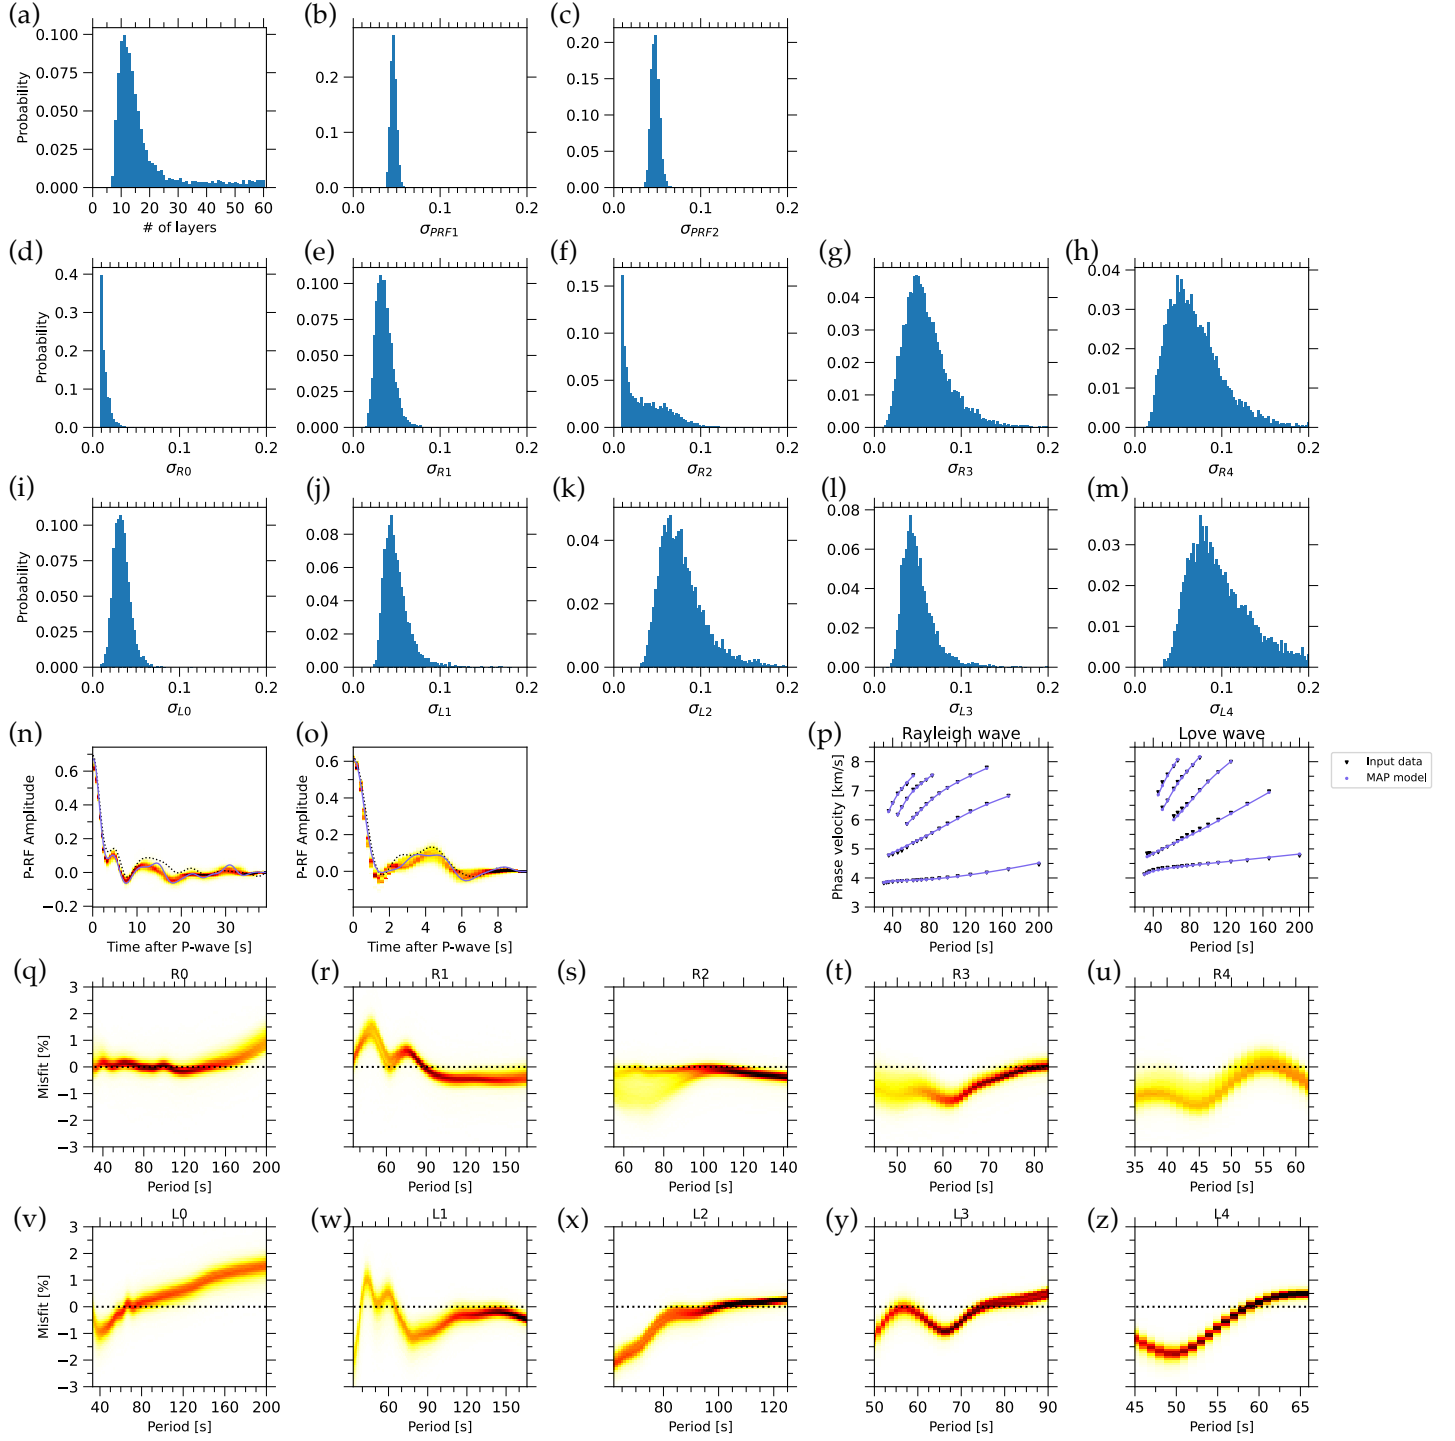 (a) (b) (c)
0.100
0.075
0.050
0.025
0.000
Probability
0 10 20 30 40 50 60
# of layers
0.2
0.1
0.0
0.0 0.1 0.2
σPRF1
0.20
0.15
0.10
0.05
0.00
0.0 0.1 0.2
σPRF2
(d) (e) (f) (g) (h)
0.4
0.3
0.2
0.1
0.0
Probability
0.0 0.1 0.2
σR0
0.100
0.075
0.050
0.025
0.000
0.0 0.1 0.2
σR1
0.15
0.10
0.05
0.00
0.0 0.1 0.2
σR2
0.04
0.03
0.02
0.01
0.00
0.0 0.1 0.2
σR3
0.04
0.03
0.02
0.01
0.00
0.0 0.1 0.2
σR4
(i) (j) (k) (l) (m)
0.100
0.075
0.050
0.025
0.000
Probability
0.0 0.1 0.2
σL0
0.08
0.06
0.04
0.02
0.00
0.0 0.1 0.2
σL1
0.04
0.02
0.00
0.0 0.1 0.2
σL2
0.08
0.06
0.04
0.02
0.00
0.0 0.1 0.2
σL3
0.03
0.02
0.01
0.00
0.0 0.1 0.2
σL4
(n) (o) (p)
0.6
0.4
0.2
0.0
−0.2
P-RF Amplitude
0 10 20 30
Time after P-wave [s]
0.6
0.4
0.2
0.0
P-RF Amplitude
0 2 4 6 8
Time after P-wave [s]
Rayleigh wave
8
7
6
5
4
3
Phase velocity [km/s]
40 80 120 160 200
Period [s]
Love wave
40 80 120 160 200
Period [s]
Input data
MAP model
(q) (r) (s) (t) (u)
R0
3
2
1
0
−1
−2
−3
Misfit [%]
40 80 120 160 200
Period [s]
R1
30 60 90 120 150
Period [s]
R2
60 80 100 120 140
Period [s]
R3
50 60 70 80
Period [s]
R4
35 40 45 50 55 60
Period [s]
(v) (w) (x) (y) (z)
L0
3
2
1
0
−1
−2
−3
Misfit [%]
40 80 120 160 200
Period [s]
L1
30 60 90 120 150
Period [s]
L2
80 100 120
Period [s]
L3
50 60 70 80 90
Period [s]
L4
45 50 55 60 65
Period [s]